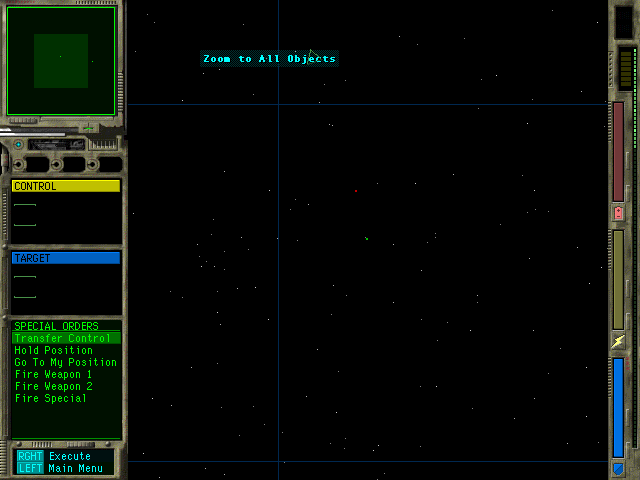 Zoom to All Objects
CONTROL
TARGET
SPECIAL ORDERS
Transfer Control
Hold Position
Go To My Position
Fire Weapon 1
Fire Weapon 2
Fire Special
RGHT Execute
LEFT Main Menu